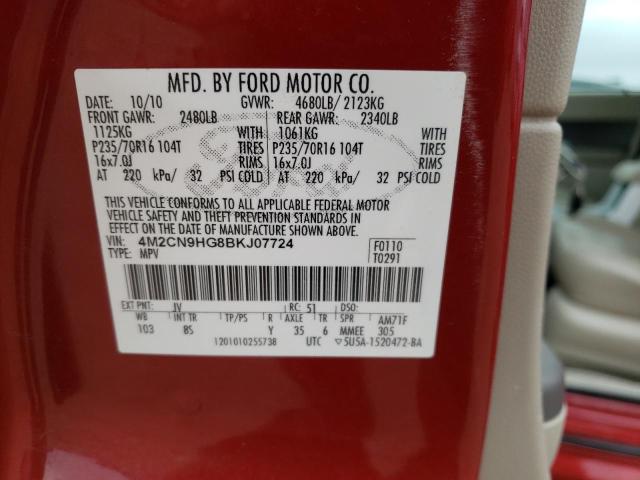 MFD. BY FORD MOTOR CO.
DATE: 10/10 GVWR: 4680LB/ 2123KG
FRONT GAWR: 2480LB REAR GAWR: 2340LB
1125KG WITH 1061KG WITH
P235/70R16 104T TIRES P235/70R16 104T TIRES
16x7.0J RIMS 16x7.0J RIMS
AT 220 kPa/ 32 PSI COLD AT 220 kPa/ 32 PSI COLD
THIS VEHICLE CONFORMS TO ALL APPLICABLE FEDERAL MOTOR
VEHICLE SAFETY AND THEFT PREVENTION STANDARDS IN
EFFECT ON THE DATE OF MANUFACTURE SHOWN ABOVE.
VIN: 4M2CN9HG8BKJ07724 F0110
TYPE: MPV T0291
EXT PNT: JV RC: 51 DSO:
WB INT TR TP/PS R AXLE TR SPR AM71F
103 BS Y 35 6 MMEE 305
1201010255738 UTC ▽5U5A-1520472-BA
Ford